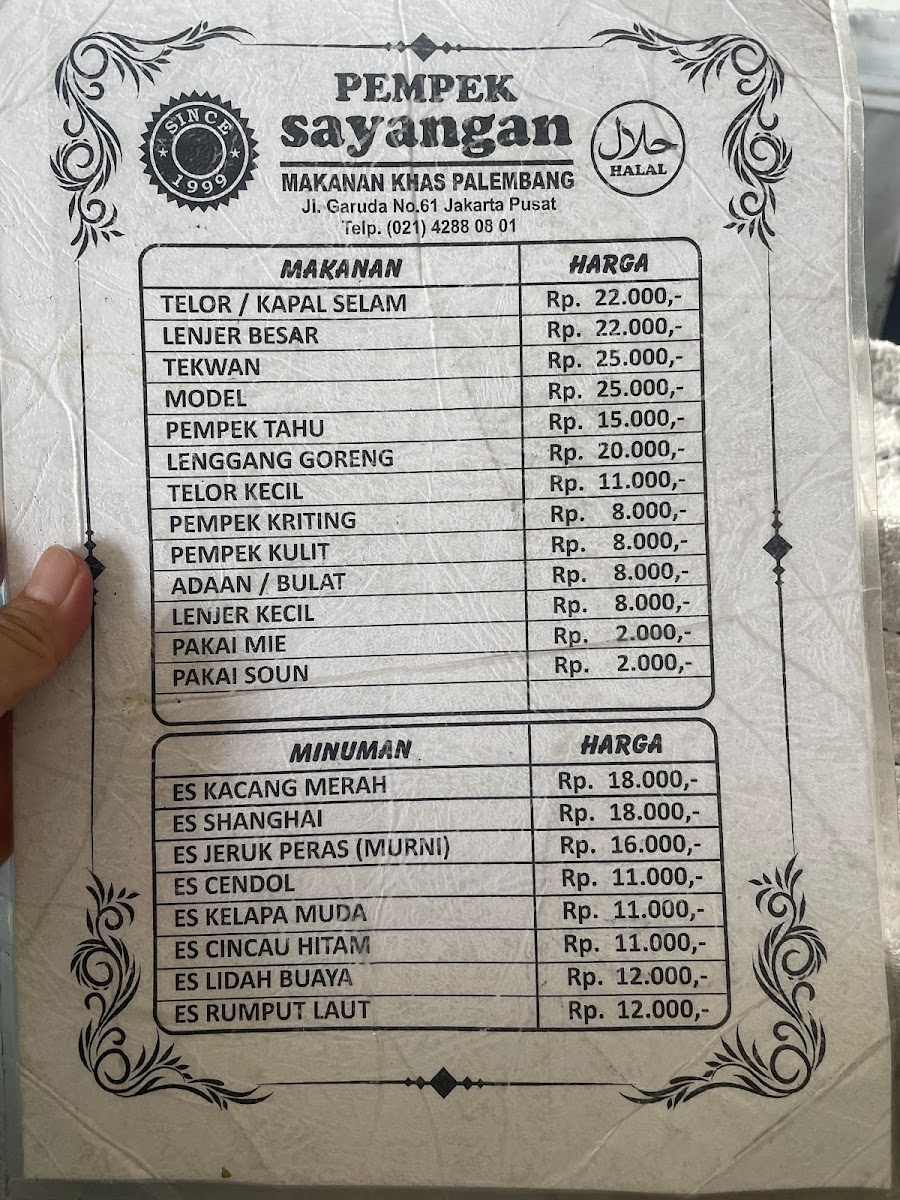 PEMPEK
sayangan
SINCE
1999
حلال
HALAL
MAKANAN KHAS PALEMBANG
Jl. Garuda No.61 Jakarta Pusat
Telp. (021) 4288 08 01
MAKANAN HARGA
TELOR / KAPAL SELAM Rp. 22.000,-
LENJER BESAR Rp. 22.000,-
TEKWAN Rp. 25.000,-
MODEL Rp. 25.000,-
PEMPEK TAHU Rp. 15.000,-
LENGGANG GORENG Rp. 20.000,-
TELOR KECIL Rp. 11.000,-
PEMPEK KRITING Rp. 8.000,-
PEMPEK KULIT Rp. 8.000,-
ADAAN / BULAT Rp. 8.000,-
LENJER KECIL Rp. 8.000,-
PAKAI MIE Rp. 2.000,-
PAKAI SOUN Rp. 2.000,-
MINUMAN HARGA
ES KACANG MERAH Rp. 18.000,-
ES SHANGHAI Rp. 18.000,-
ES JERUK PERAS (MURNI) Rp. 16.000,-
ES CENDOL Rp. 11.000,-
ES KELAPA MUDA Rp. 11.000,-
ES CINCAU HITAM Rp. 11.000,-
ES LIDAH BUAYA Rp. 12.000,-
ES RUMPUT LAUT Rp. 12.000,-